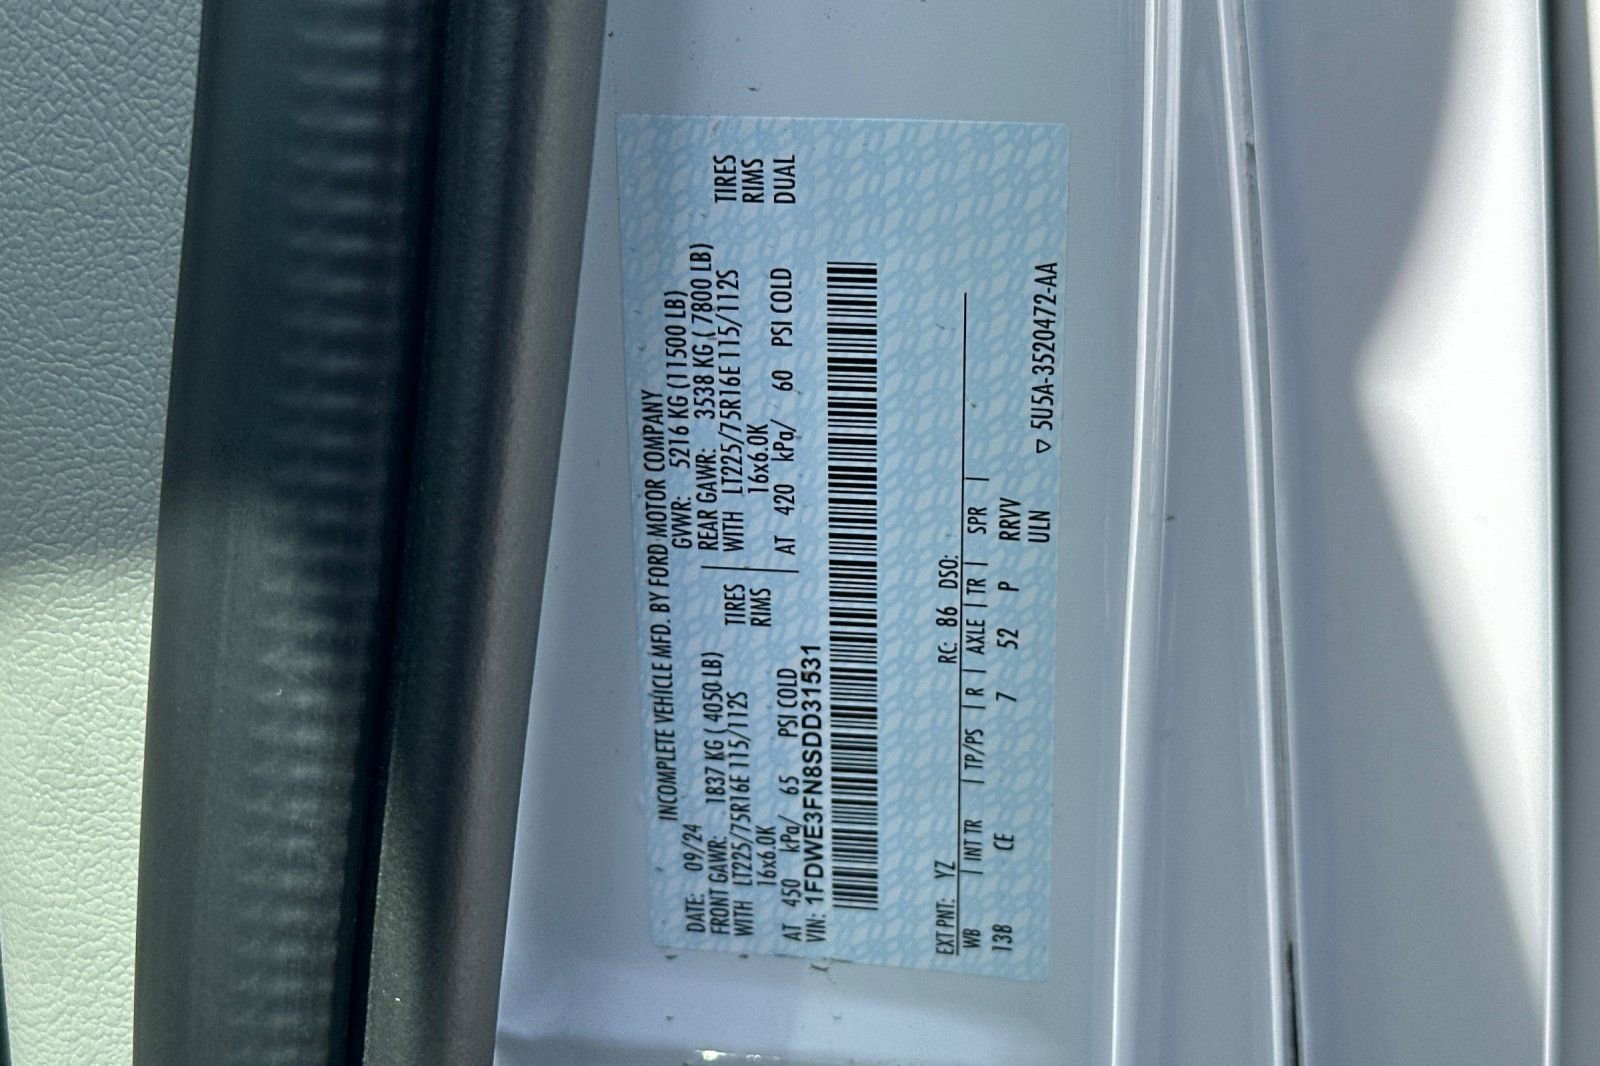 INCOMPLETE VEHICLE MFD. BY FORD MOTOR COMPANY
DATE: 09/24 GVWR: 5216 KG (11500 LB)
FRONT GAWR: 1837 KG ( 4050 LB) REAR GAWR: 3538 KG ( 7800 LB)
WITH LT225/75R16E 115/112S TIRES WITH LT225/75R16E 115/112S TIRES
16x6.0K RIMS 16x6.0K RIMS
AT 450 kPa/ 65 PSI COLD AT 420 kPa/ 60 PSI COLD DUAL
VIN: 1FDWE3FN8SDD31531
EXT PNT: YZ RC: 86 DSO:
WB | INT TR | TP/PS | R | AXLE | TR | SPR |
138 CE 7 52 P RRVV
ULN
▽ 5U5A-3520472-AA